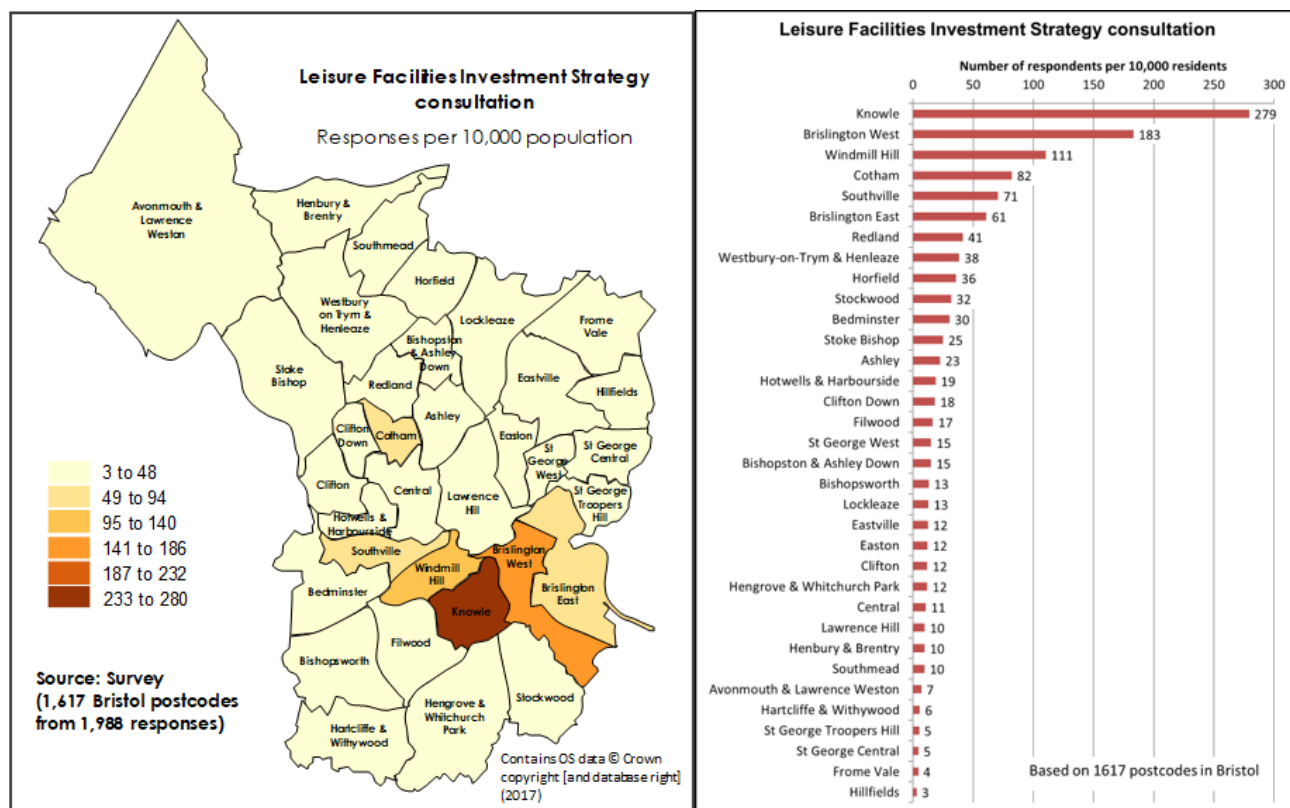 Leisure Facilities Investment Strategy
consultation
Responses per 10,000 population
Avonmouth &
Lawrence
Weston
Henbury &
Brentry
Southmead
Horfield
Westbury
on Trym &
Henleaze
Lockleaze
Frome
Vale
Bishopston
& Ashley
Down
Stoke
Bishop
Redland
Eastville
Hillfields
Ashley
Clifton
Down
Cotham
Easton
St
George
West
St George
Central
Clifton
Central
Lawrence
Hill
St George
Troopers
Hill
Hotwells &
Harbourside
Southville
Windmill
Hill
Brislington
West
Bedminster
Brislington
East
Knowle
Filwood
Bishopsworth
Stockwood
Hengrove &
Whitchurch
Park
Hartcliffe &
Withywood
3 to 48
49 to 94
95 to 140
141 to 186
187 to 232
233 to 280
Source: Survey
(1,617 Bristol postcodes
from 1,988 responses)
Contains OS data © Crown
copyright [and database right]
(2017)
Leisure Facilities Investment Strategy consultation
Number of respondents per 10,000 residents
0 50 100 150 200 250 300
Knowle 279
Brislington West 183
Windmill Hill 111
Cotham 82
Southville 71
Brislington East 61
Redland 41
Westbury-on-Trym & Henleaze 38
Horfield 36
Stockwood 32
Bedminster 30
Stoke Bishop 25
Ashley 23
Hotwells & Harbourside 19
Clifton Down 18
Filwood 17
St George West 15
Bishopston & Ashley Down 15
Bishopsworth 13
Lockleaze 13
Eastville 12
Easton 12
Clifton 12
Hengrove & Whitchurch Park 12
Central 11
Lawrence Hill 10
Henbury & Brentry 10
Southmead 10
Avonmouth & Lawrence Weston 7
Hartcliffe & Withywood 6
St George Troopers Hill 5
St George Central 5
Frome Vale 4
Hillfields 3
Based on 1617 postcodes in Bristol